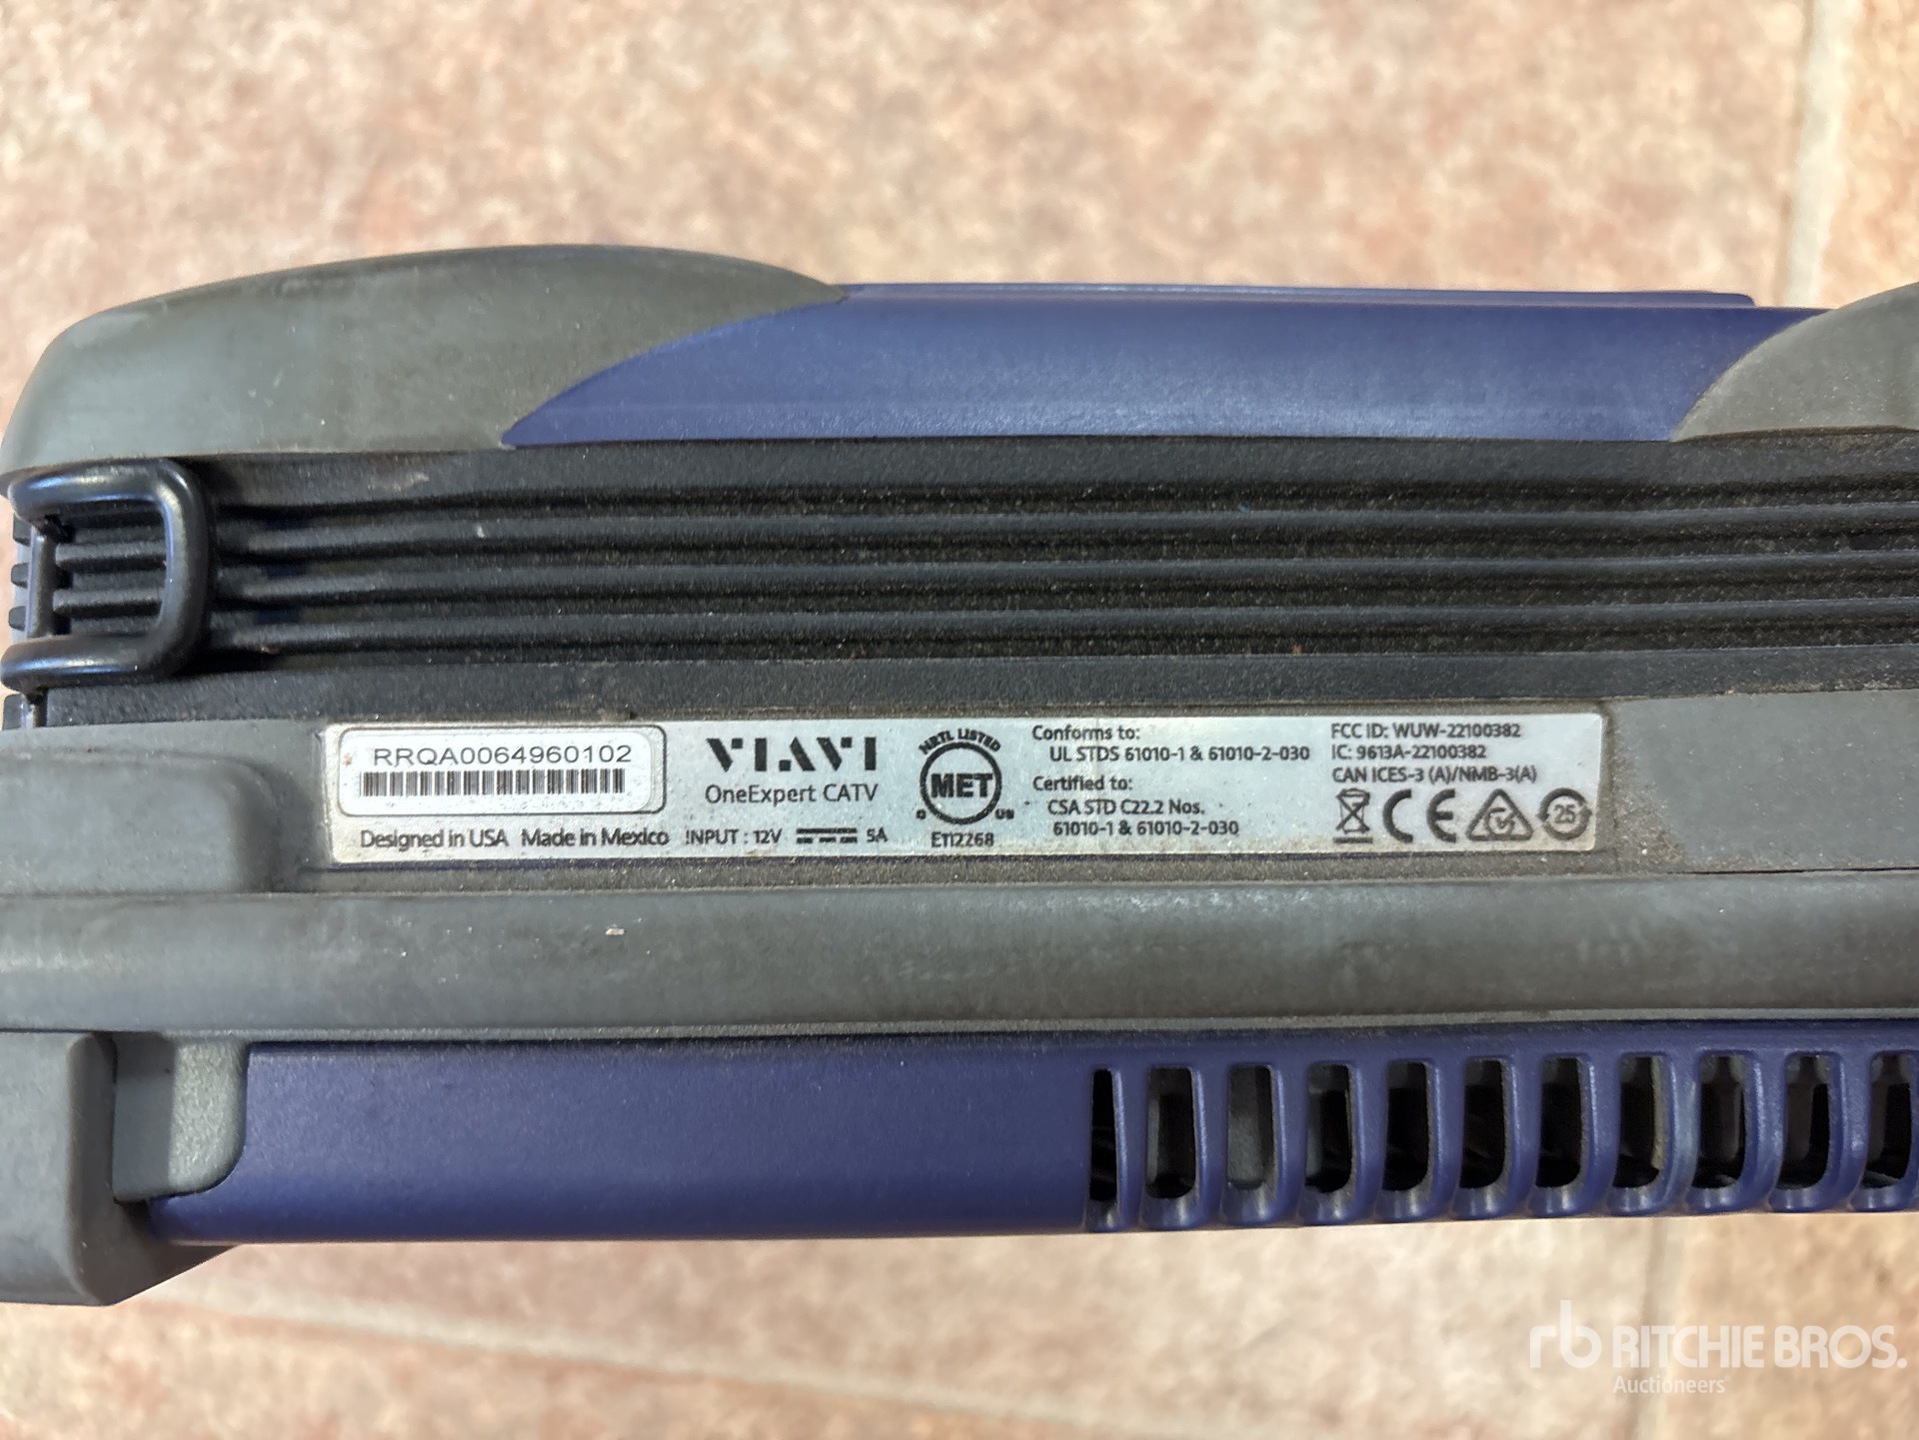 RRQA0064960102
Designed in USA Made in Mexico
VIAVI
OneExpert CATV
INPUT : 12V 5A
NRTL LISTED
MET
C US
E112268
Conforms to:
UL STDS 61010-1 & 61010-2-030
Certified to:
CSA STD C22.2 Nos.
61010-1 & 61010-2-030
FCC ID: WUW-22100382
IC: 9613A-22100382
CAN ICES-3 (A)/NMB-3(A)
CE
25
rb RITCHIE BROS.
Auctioneers